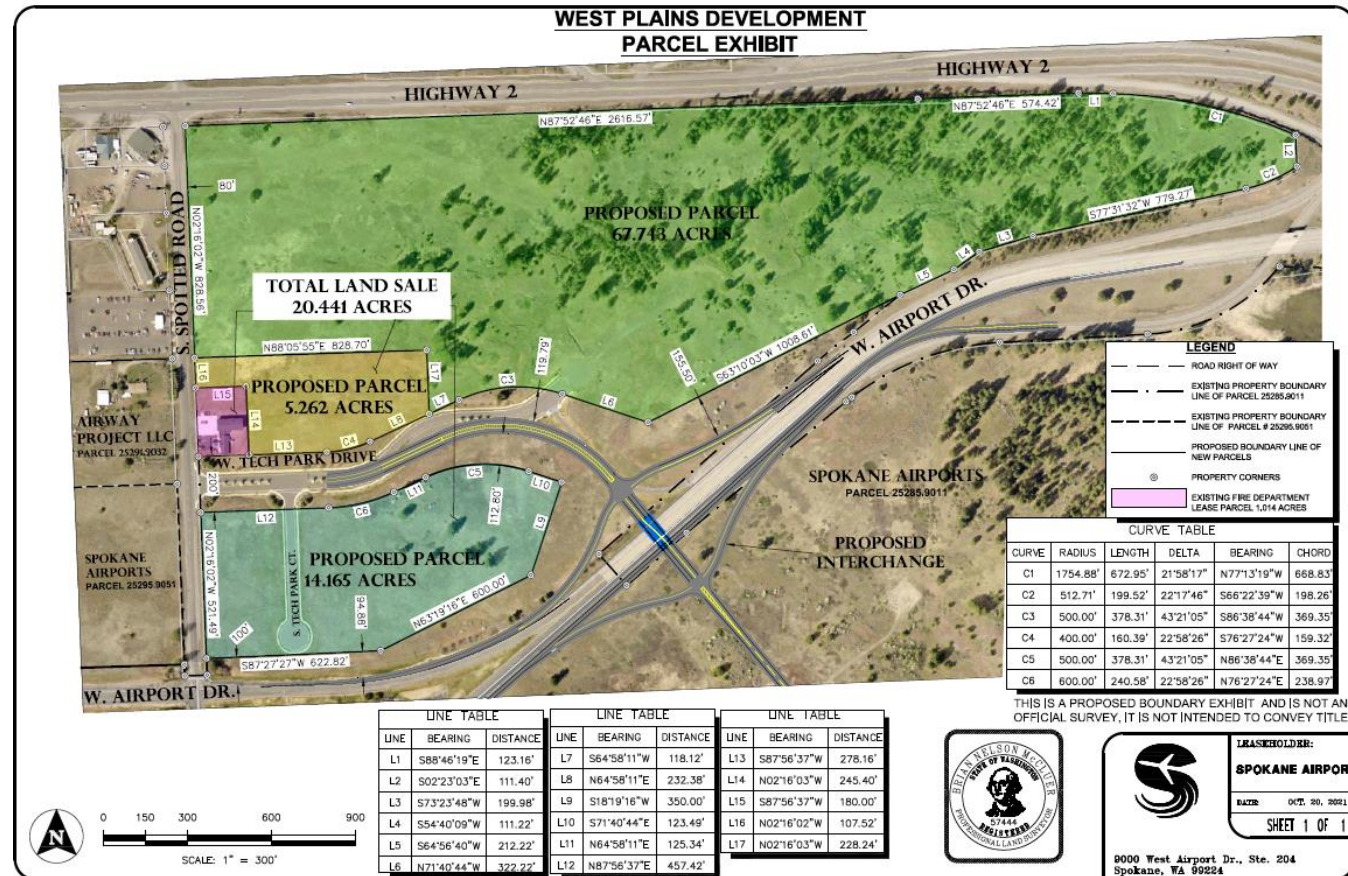 WEST PLAINS DEVELOPMENT
PARCEL EXHIBIT
HIGHWAY 2
HIGHWAY 2
N87°52'46"E 2616.57'
N87°52'46"E 574.42'
L1
C1
L2
C2
80'
S. SPOTTED ROAD
N02°16'02"W 828.56'
PROPOSED PARCEL
67.743 ACRES
S77°31'32"W 779.27'
L3
L4
L5
TOTAL LAND SALE
20.441 ACRES
N88°05'55"E 828.70'
L16
L15
L14
L17
PROPOSED PARCEL
5.262 ACRES
119.79'
C3
L7
L8
L6
C4
L13
155.50'
S63°10'03"W 1008.61'
W. AIRPORT DR.
AIRWAY
PROJECT LLC
PARCEL 25291.9032
W. TECH PARK DRIVE
200'
L12
C6
L11
C5
L10
112.80'
L9
SPOKANE AIRPORTS
PARCEL 25285.9011
PROPOSED
INTERCHANGE
SPOKANE
AIRPORTS
PARCEL 25295.9051
N02°16'02"W 521.49'
S. TECH PARK CT.
PROPOSED PARCEL
14.165 ACRES
N63°19'16"E 600.00'
94.88'
100'
S87°27'27"W 622.82'
W. AIRPORT DR.
LEGEND
ROAD RIGHT OF WAY
EXISTING PROPERTY BOUNDARY
LINE OF PARCEL 25285.9011
EXISTING PROPERTY BOUNDARY
LINE OF PARCEL # 25295.9051
PROPOSED BOUNDARY LINE OF
NEW PARCELS
PROPERTY CORNERS
EXISTING FIRE DEPARTMENT
LEASE PARCEL 1.014 ACRES
CURVE TABLE
CURVE RADIUS LENGTH DELTA BEARING CHORD
C1 1754.88' 672.95' 21°58'17" N77°13'19"W 668.83'
C2 512.71' 199.52' 22°17'46" S66°22'39"W 198.26'
C3 500.00' 378.31' 43°21'05" S86°38'44"W 369.35'
C4 400.00' 160.39' 22°58'26" S76°27'24"W 159.32'
C5 500.00' 378.31' 43°21'05" N86°38'44"E 369.35'
C6 600.00' 240.58' 22°58'26" N76°27'24"E 238.97'
THIS IS A PROPOSED BOUNDARY EXHIBIT AND IS NOT AN
OFFICIAL SURVEY, IT IS NOT INTENDED TO CONVEY TITLE
LINE TABLE
LINE BEARING DISTANCE
L1 S88°46'19"E 123.16'
L2 S02°23'03"E 111.40'
L3 S73°23'48"W 199.98'
L4 S54°40'09"W 111.22'
L5 S64°56'40"W 212.22'
L6 N71°40'44"W 322.22'
LINE TABLE
LINE BEARING DISTANCE
L7 S64°58'11"W 118.12'
L8 N64°58'11"E 232.38'
L9 S18°19'16"W 350.00'
L10 S71°40'44"E 123.49'
L11 N64°58'11"E 125.34'
L12 N87°56'37"E 457.42'
LINE TABLE
LINE BEARING DISTANCE
L13 S87°56'37"W 278.16'
L14 N02°16'03"W 245.40'
L15 S87°56'37"W 180.00'
L16 N02°16'02"W 107.52'
L17 N02°16'03"W 228.24'
N
0 150 300 600 900
SCALE: 1" = 300'
BRIAN NELSON McCLUER
STATE OF WASHINGTON
57444
REGISTERED
PROFESSIONAL LAND SURVEYOR
LEASEHOLDER:
SPOKANE AIRPOR
DATE OCT. 20, 2021
SHEET 1 OF 1
9000 West Airport Dr., Ste. 204
Spokane, WA 99224